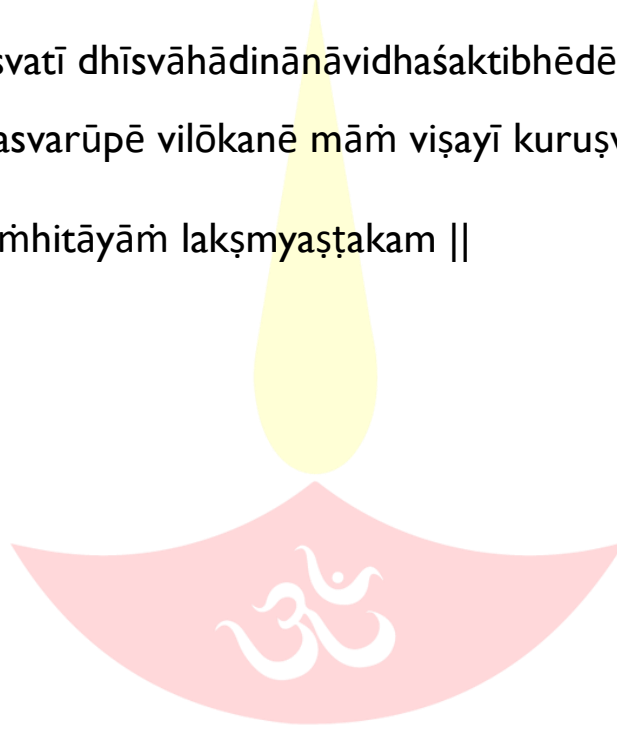 svatī dhīsvāhādinānāvidhaśaktibhēdē
asvarūpē vilōkanē māṁ viṣayī kuruṣv
ṁhitāyāṁ lakṣmyaṣṭakam ||
ॐ